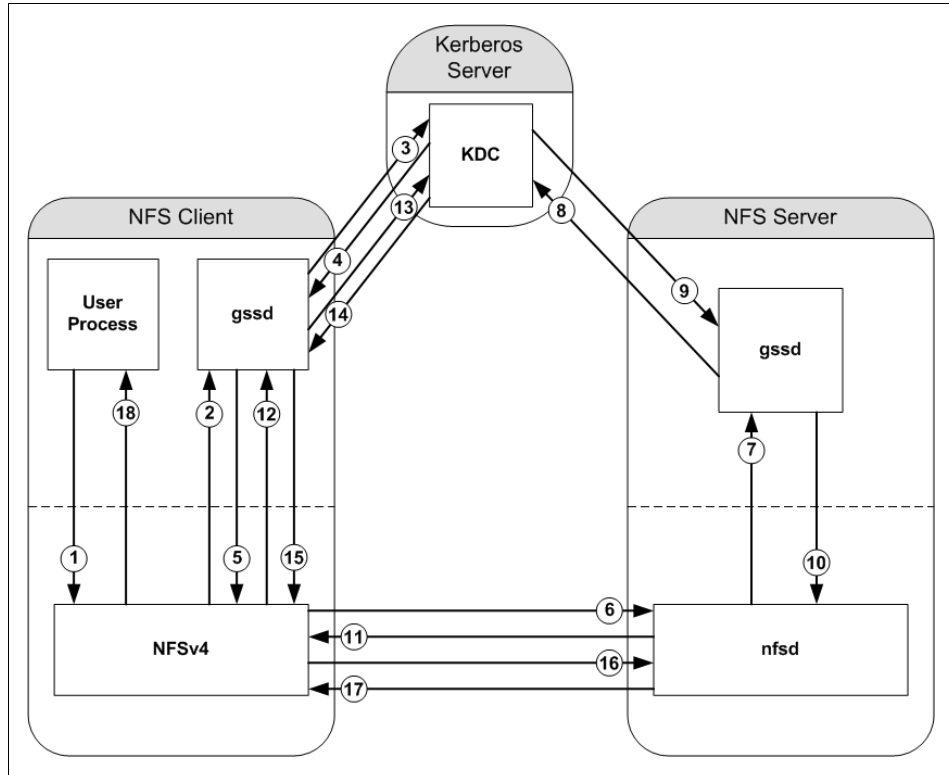 Kerberos
Server
KDC
3
13
8
4
14
9
NFS Client
NFS Server
User
Process
gssd
gssd
18
2
12
7
1
5
15
10
NFSv4
nfsd
6
11
16
17